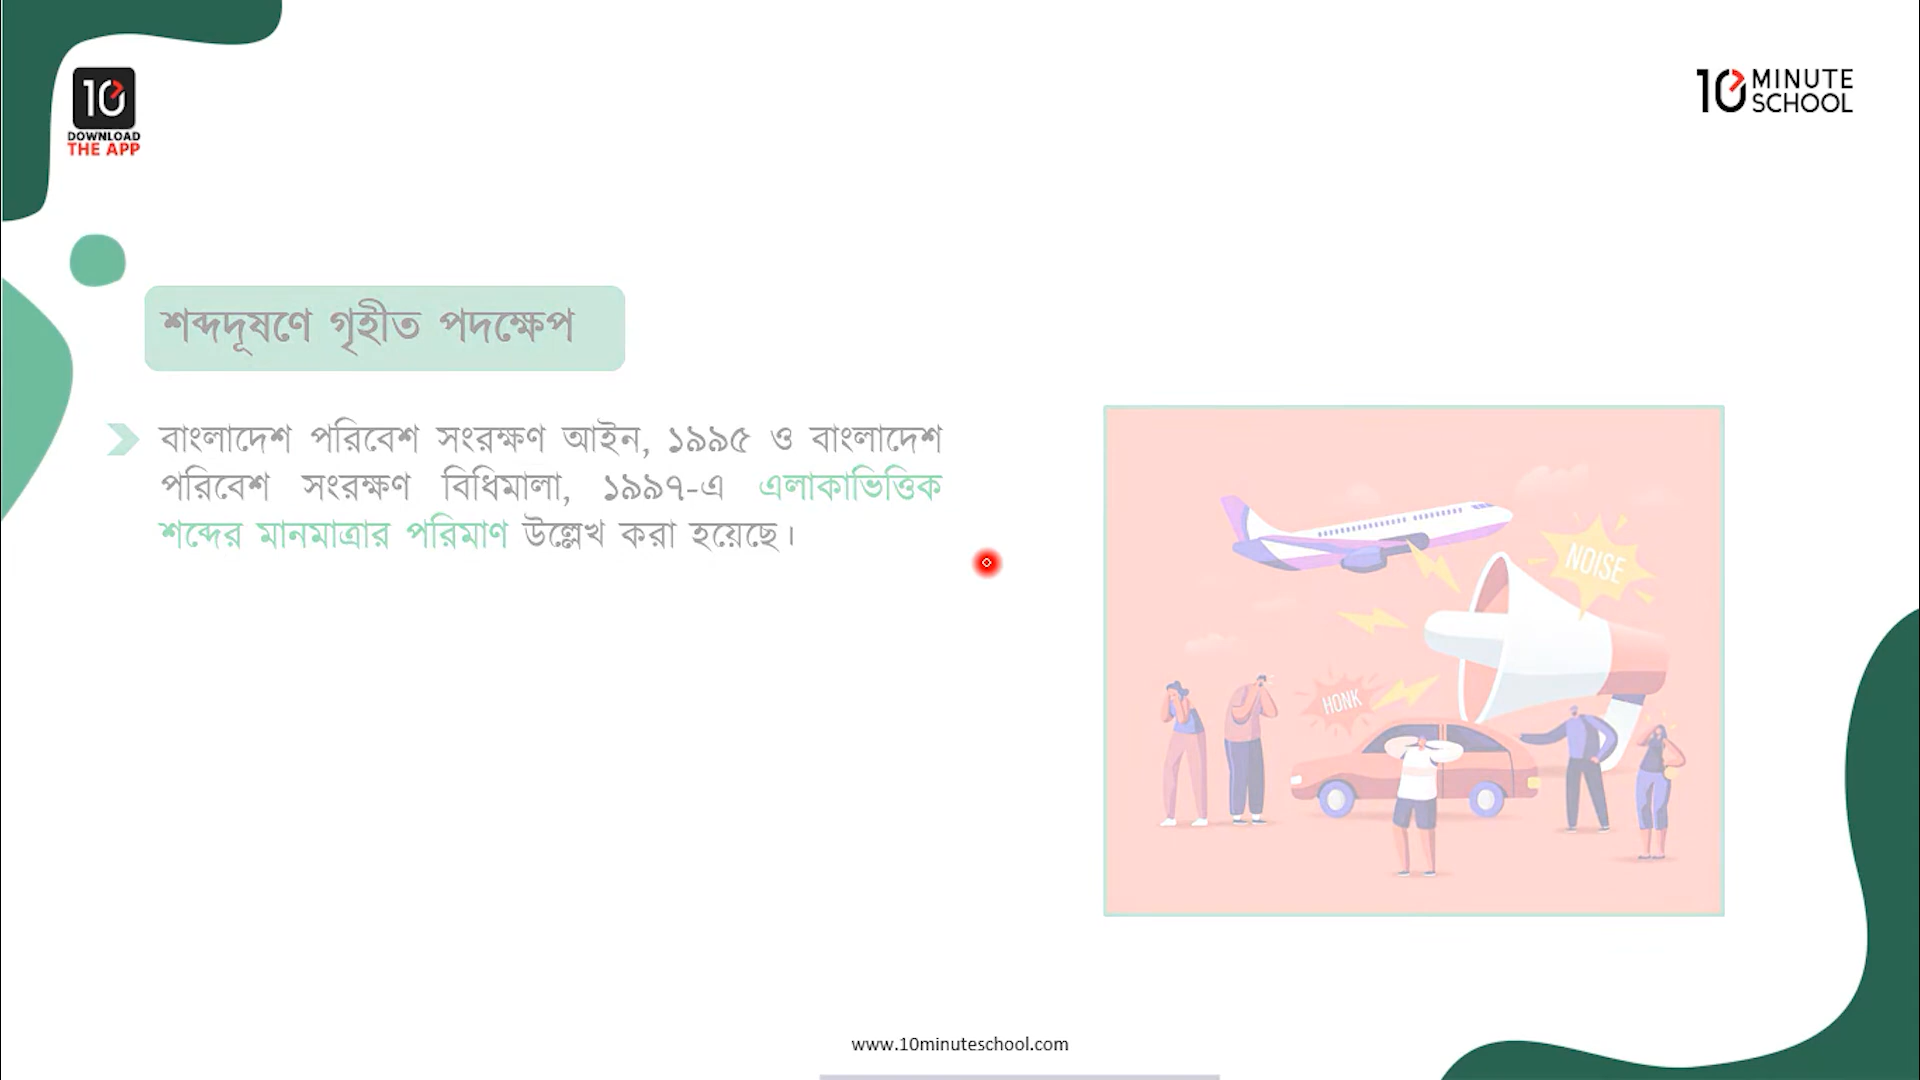 10
DOWNLOAD
THE APP
10 MINUTE
SCHOOL
শব্দদূষণে গৃহীত পদক্ষেপ
বাংলাদেশ পরিবেশ সংরক্ষণ আইন, ১৯৯৫ ও বাংলাদেশ
পরিবেশ সংরক্ষণ বিধিমালা, ১৯৯৭-এ এলাকাভিত্তিক
শব্দের মানমাত্রার পরিমাণ উল্লেখ করা হয়েছে।
NOISE
HONK
www.10minuteschool.com